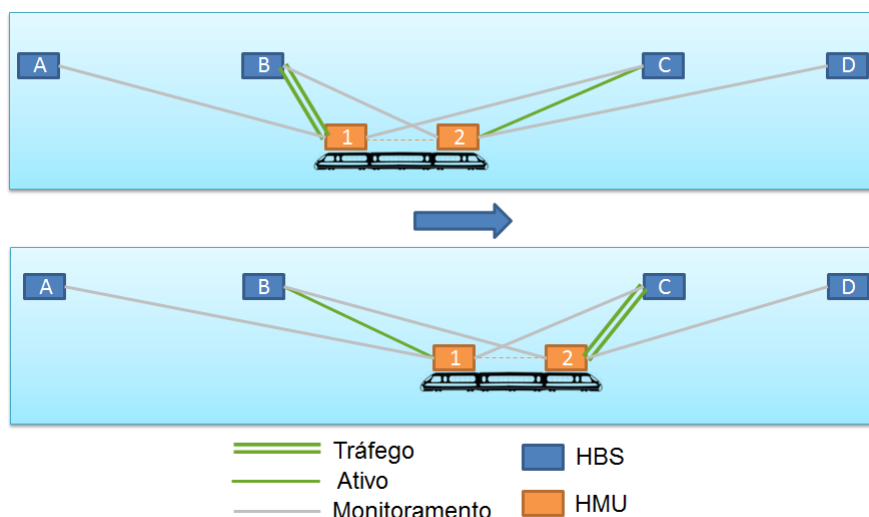 A B C D
1 2
A B C D
1 2
Tráfego HBS
Ativo
Monitoramento HMU